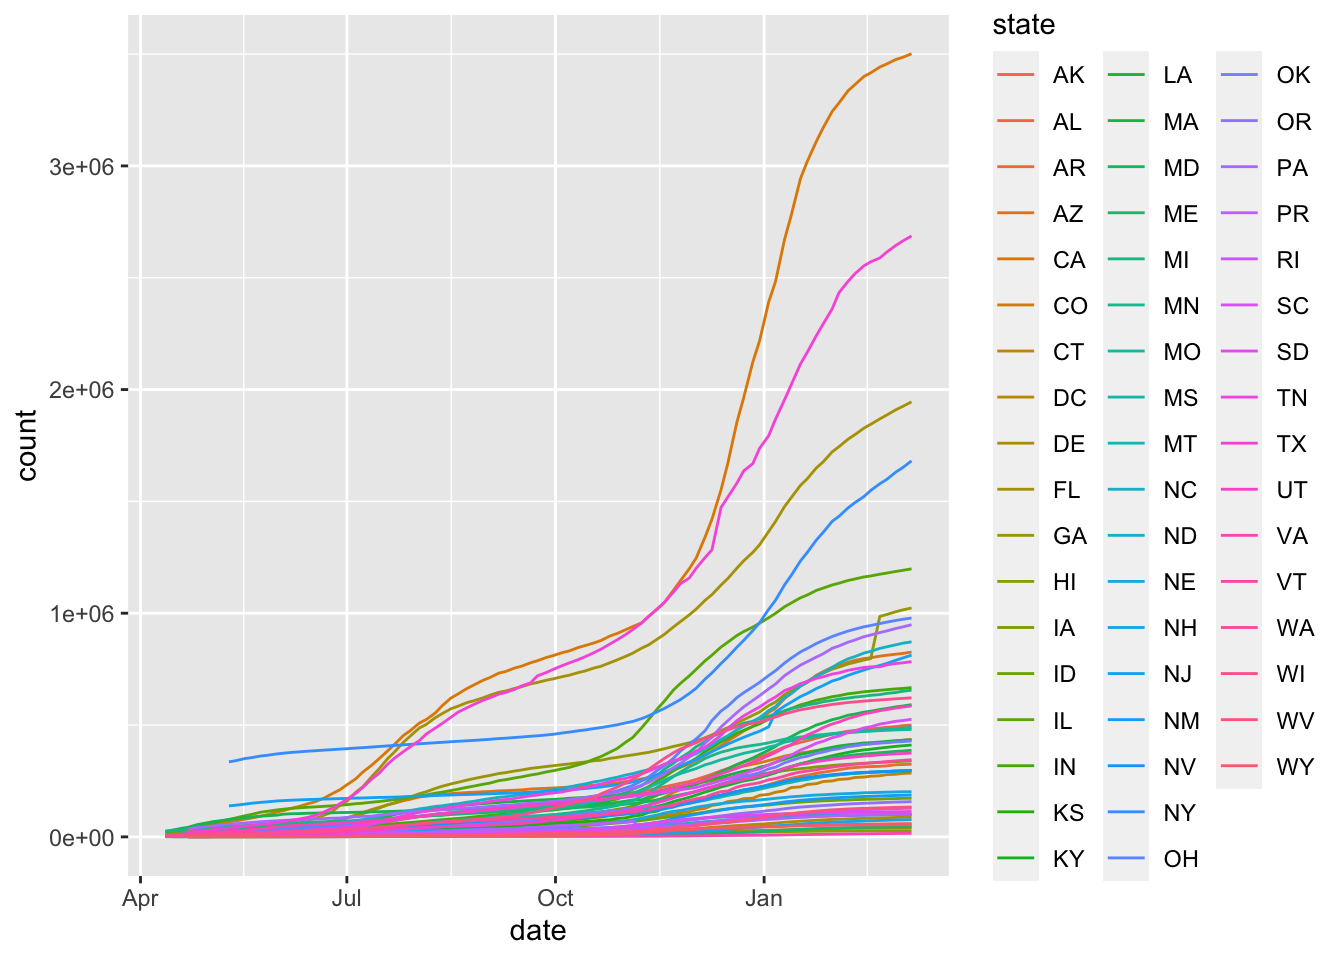 state
AK LA OK
AL MA OR
AR MD PA
AZ ME PR
CA MI RI
CO MN SC
CT MO SD
DC MS TN
DE MT TX
FL NC UT
GA ND VA
HI NE VT
IA NH WA
ID NJ WI
IL NM WV
IN NV WY
KS NY
KY OH
3e+06
2e+06
1e+06
0e+00
count
Apr Jul Oct Jan
date